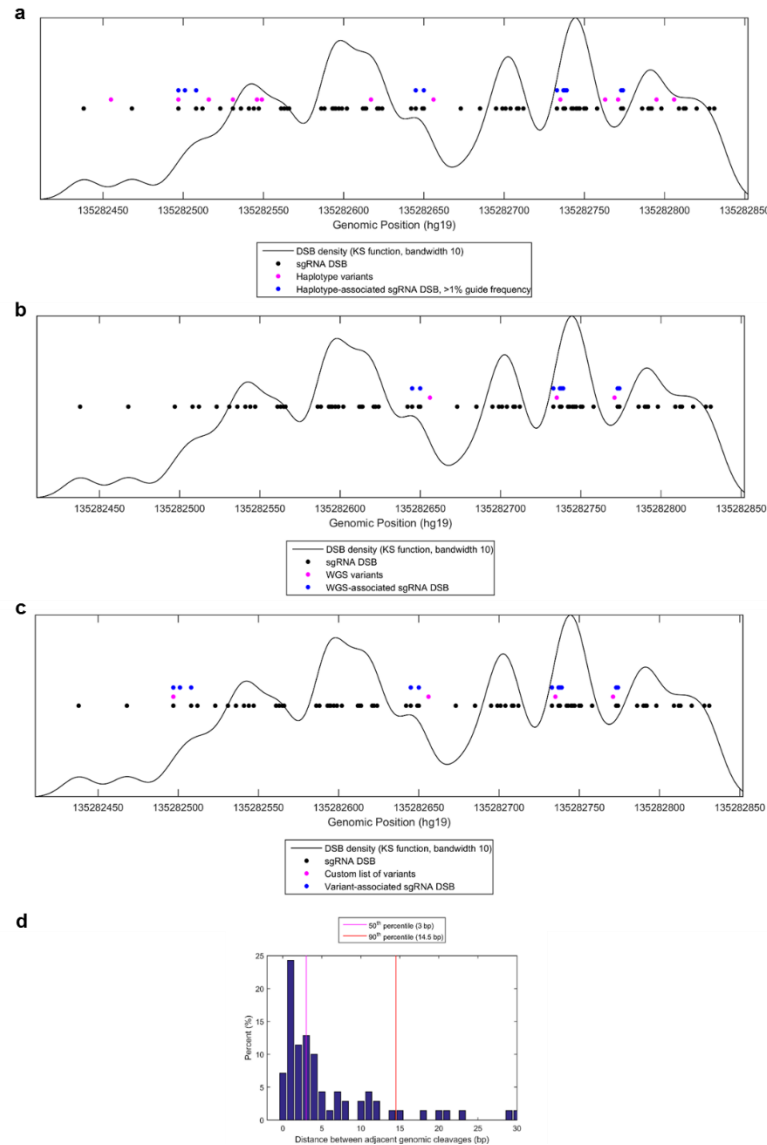 a
135282450 135282500 135282550 135282600 135282650 135282700 135282750 135282800 135282850
Genomic Position (hg19)
DSB density (KS function, bandwidth 10)
sgRNA DSB
Haplotype variants
Haplotype-associated sgRNA DSB, >1% guide frequency
b
135282450 135282500 135282550 135282600 135282650 135282700 135282750 135282800 135282850
Genomic Position (hg19)
DSB density (KS function, bandwidth 10)
sgRNA DSB
WGS variants
WGS-associated sgRNA DSB
c
135282450 135282500 135282550 135282600 135282650 135282700 135282750 135282800 135282850
Genomic Position (hg19)
DSB density (KS function, bandwidth 10)
sgRNA DSB
Custom list of variants
Variant-associated sgRNA DSB
d
50th percentile (3 bp)
90th percentile (14.5 bp)
25
20
15
10
5
0
Percent (%)
0 5 10 15 20 25 30
Distance between adjacent genomic cleavages (bp)